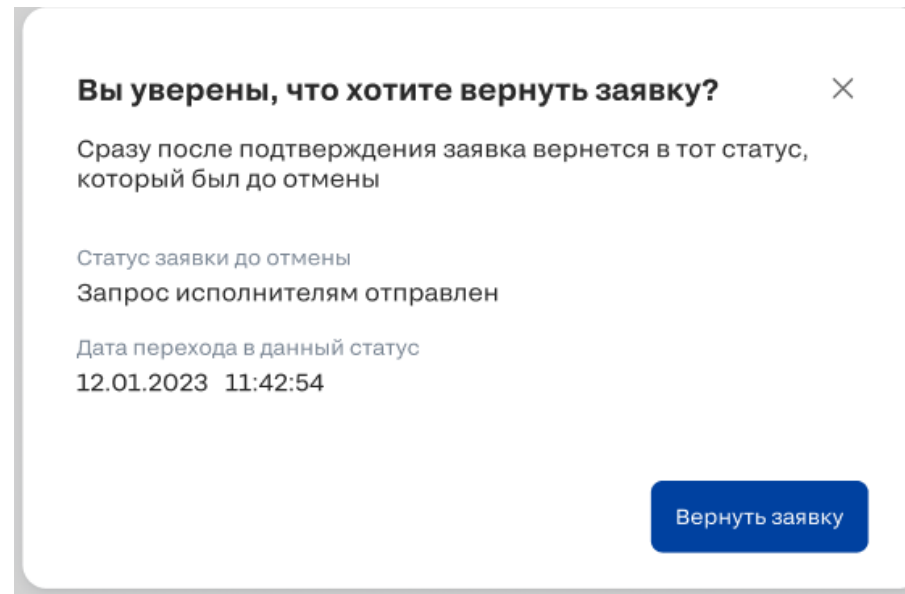 Вы уверены, что хотите вернуть заявку?
Сразу после подтверждения заявка вернется в тот статус,
который был до отмены
Статус заявки до отмены
Запрос исполнителям отправлен
Дата перехода в данный статус
12.01.2023 11:42:54
Вернуть заявку